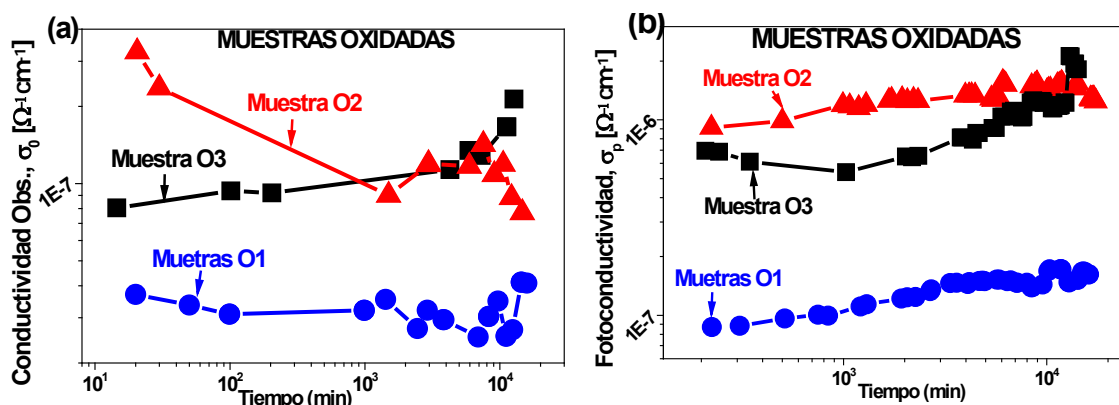 (a)
MUESTRAS OXIDADAS
Conductividad Obs., σ₀ [Ω⁻¹cm⁻¹]
1E-7
Muestra O2
Muestra O3
Muetras O1
10¹ 10² 10³ 10⁴
Tiempo (min)
(b)
MUESTRAS OXIDADAS
Fotoconductividad, σₚ [Ω⁻¹cm⁻¹]
1E-6
1E-7
Muestra O2
Muestra O3
Muetras O1
10³ 10⁴
Tiempo (min)